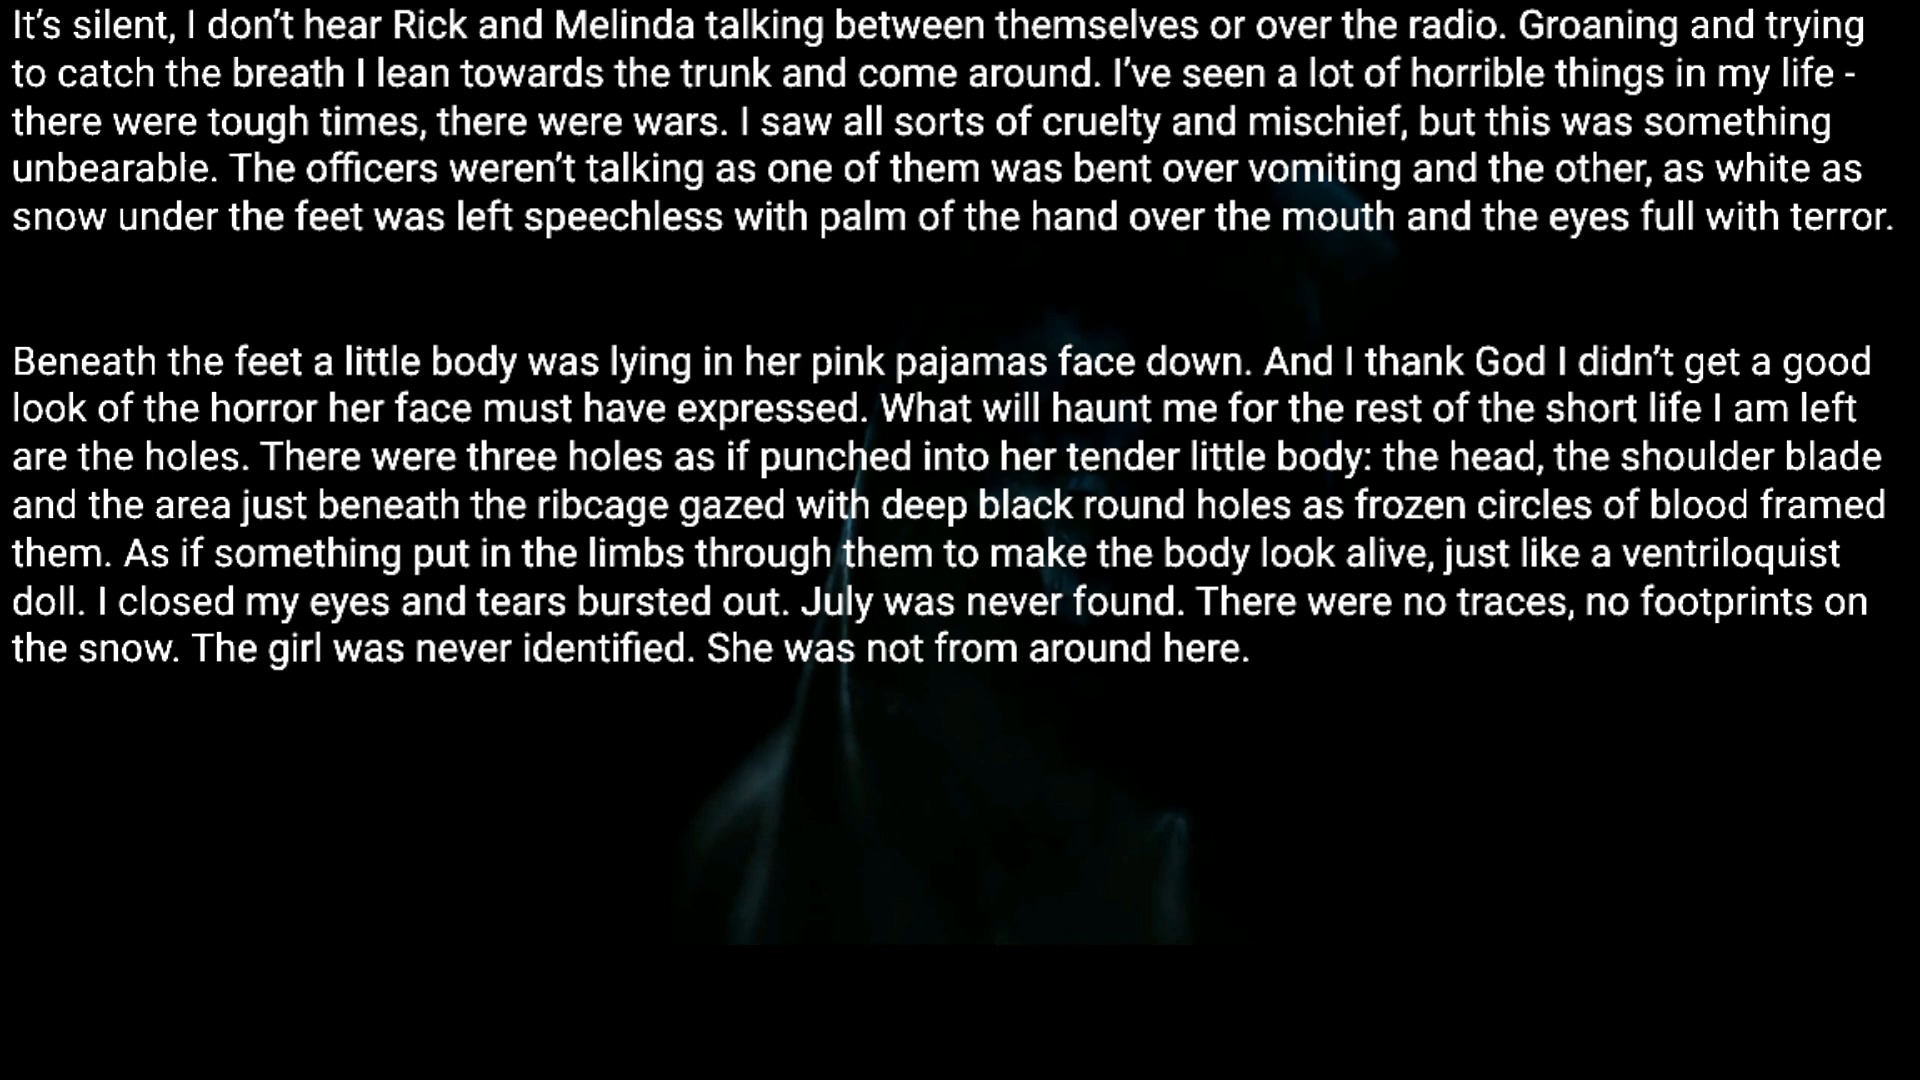 It’s silent, I don’t hear Rick and Melinda talking between themselves or over the radio. Groaning and trying
to catch the breath I lean towards the trunk and come around. I’ve seen a lot of horrible things in my life -
there were tough times, there were wars. I saw all sorts of cruelty and mischief, but this was something
unbearable. The officers weren’t talking as one of them was bent over vomiting and the other, as white as
snow under the feet was left speechless with palm of the hand over the mouth and the eyes full with terror.
Beneath the feet a little body was lying in her pink pajamas face down. And I thank God I didn’t get a good
look of the horror her face must have expressed. What will haunt me for the rest of the short life I am left
are the holes. There were three holes as if punched into her tender little body: the head, the shoulder blade
and the area just beneath the ribcage gazed with deep black round holes as frozen circles of blood framed
them. As if something put in the limbs through them to make the body look alive, just like a ventriloquist
doll. I closed my eyes and tears bursted out. July was never found. There were no traces, no footprints on
the snow. The girl was never identified. She was not from around here.